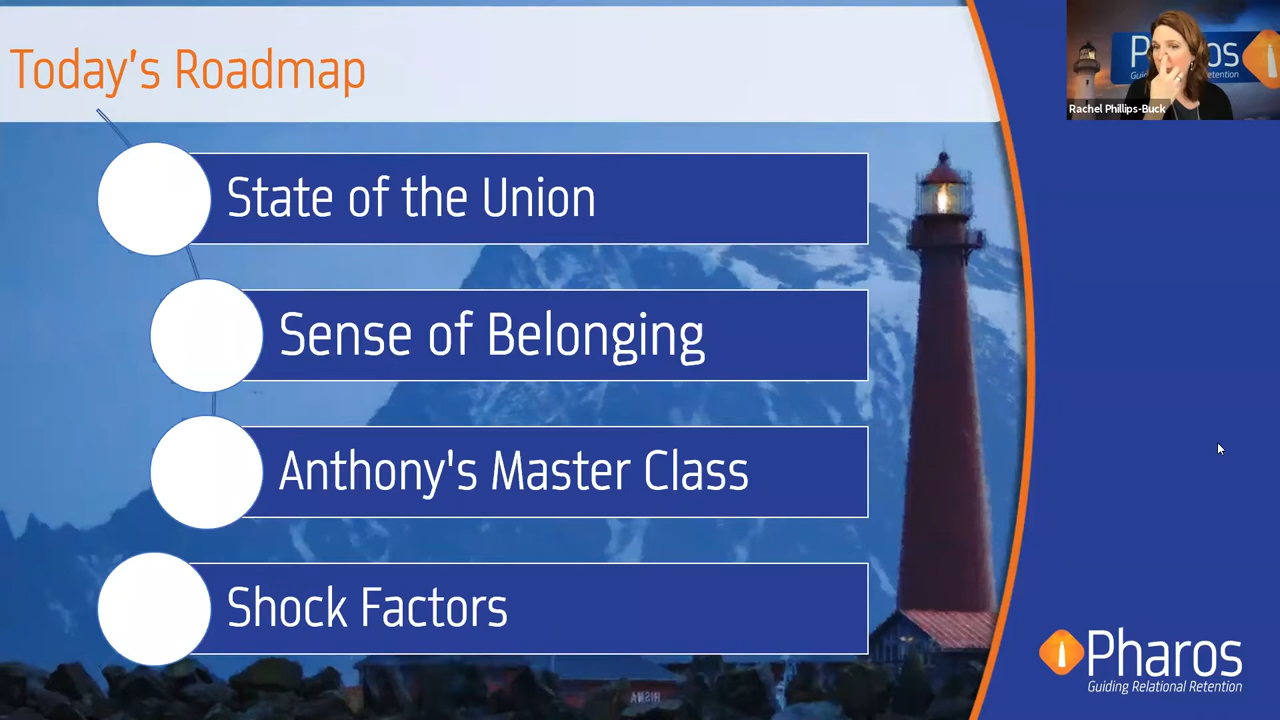 Today's Roadmap
State of the Union
Sense of Belonging
Anthony's Master Class
Shock Factors
Rachel Phillips-Buck
Pharos
Guiding Relational Retention